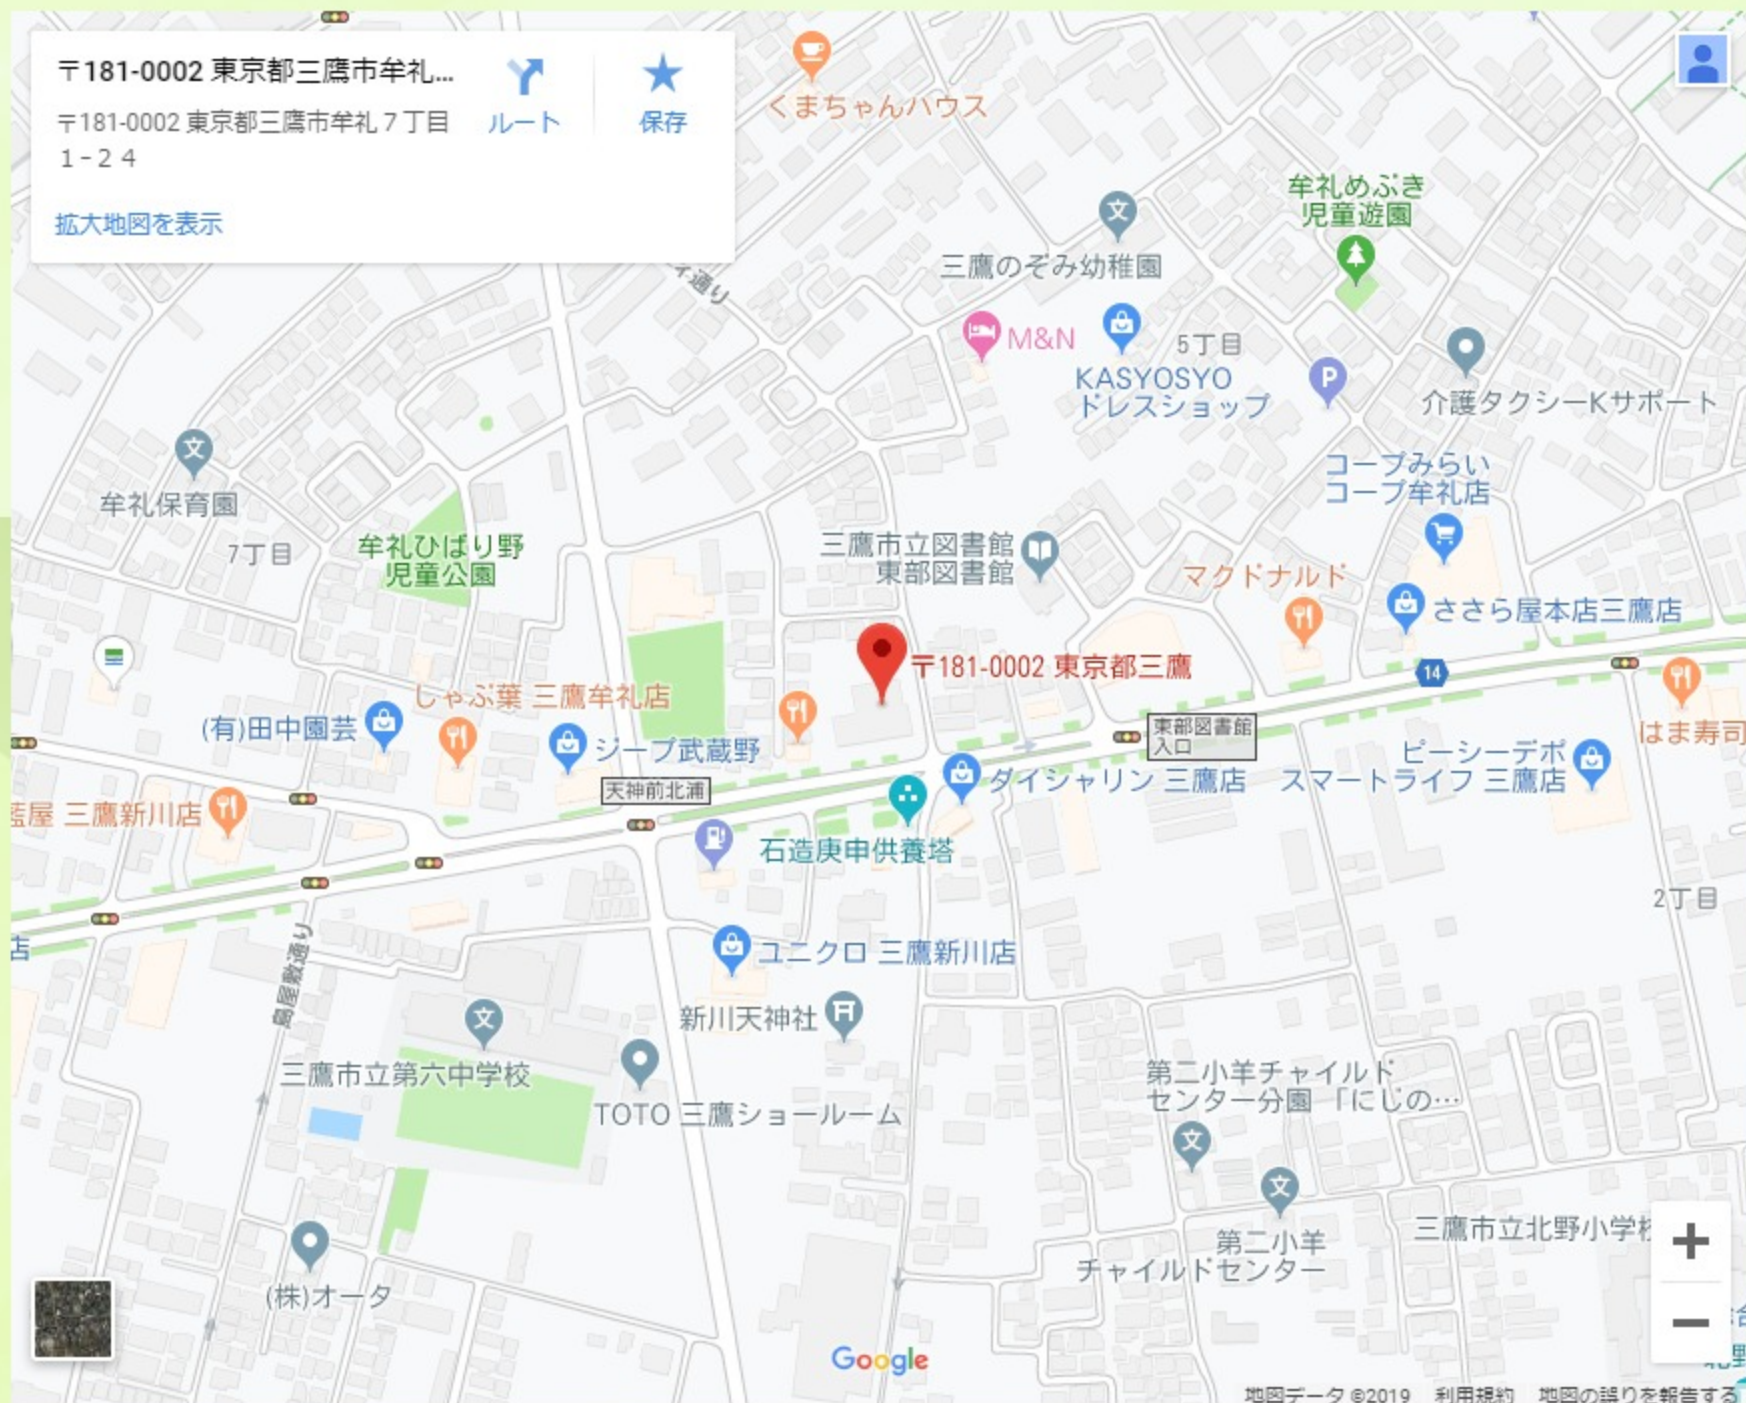 〒181-0002 東京都三鷹市牟礼...
〒181-0002 東京都三鷹市牟礼７丁目
１−２４
ルート
保存
拡大地図を表示
くまちゃんハウス
牟礼めぶき
児童遊園
三鷹のぞみ幼稚園
ィ通り
M&N
5丁目
KASYOSYO
ドレスショップ
P
介護タクシーKサポート
コープみらい
コープ牟礼店
文
牟礼保育園
7丁目
牟礼ひばり野
児童公園
三鷹市立図書館
東部図書館
マクドナルド
ささら屋本店三鷹店
〒181-0002 東京都三鷹
14
しゃぶ葉 三鷹牟礼店
(有)田中園芸
ジープ武蔵野
東部図書館
入口
はま寿司
ピーシーデポ
スマートライフ 三鷹店
ダイシャリン 三鷹店
天神前北浦
藍屋 三鷹新川店
石造庚申供養塔
2丁目
店
ユニクロ 三鷹新川店
新川天神社
文
三鷹市立第六中学校
TOTO 三鷹ショールーム
第二小羊チャイルド
センター分園 「にじの…
文
文
第二小羊
チャイルドセンター
三鷹市立北野小学校
(株)オータ
Google
地図データ ©2019
利用規約
地図の誤りを報告する